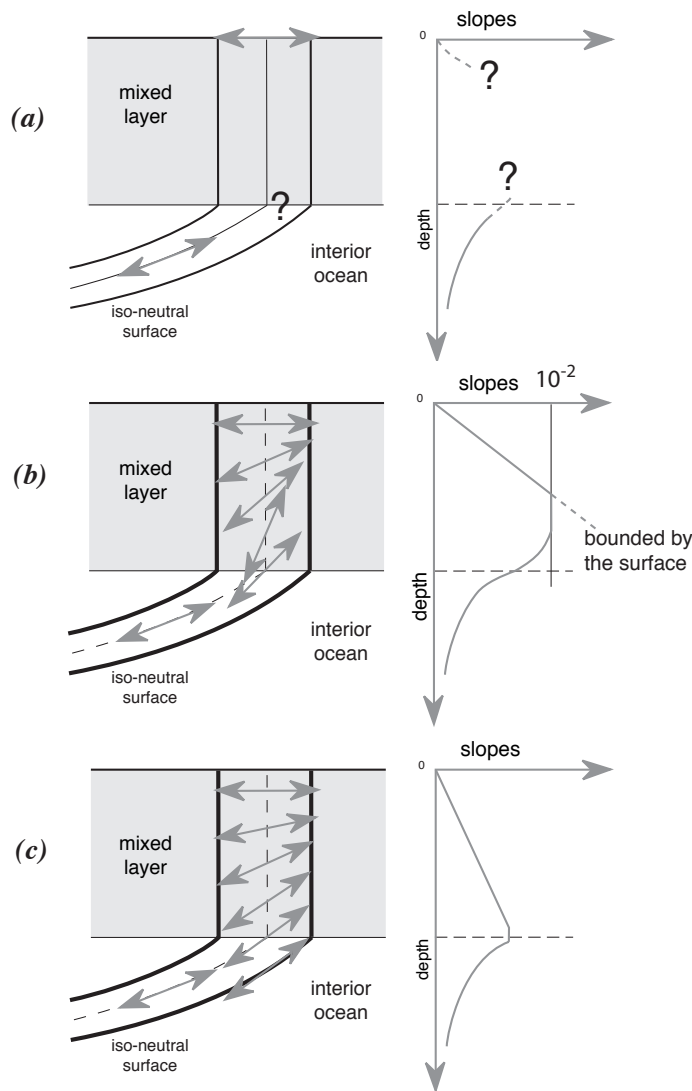 slopes
0
(a)
mixed
layer
?
?
?
interior
ocean
depth
iso-neutral
surface
slopes
10-2
0
(b)
mixed
layer
bounded by
the surface
depth
interior
ocean
iso-neutral
surface
slopes
0
(c)
mixed
layer
depth
interior
ocean
iso-neutral
surface